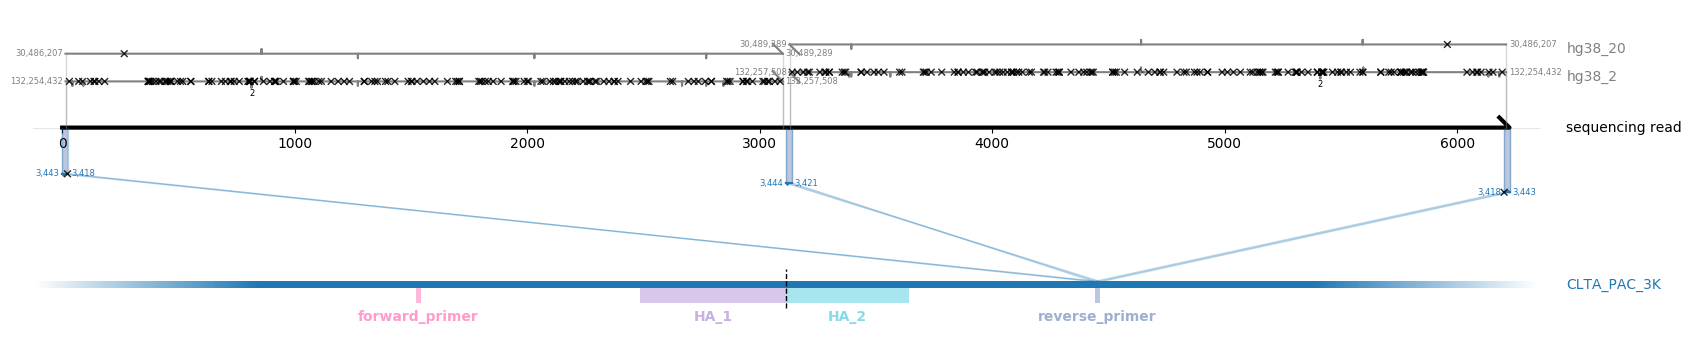 30,489,289 30,486,207 hg38_20
30,486,207 30,489,289
132,257,508 132,254,432 hg38_2
132,254,432 132,257,508
2
2
sequencing read
0 1000 2000 3000 4000 5000 6000
3,443 3,418
3,444 3,421
3,418 3,443
CLTA_PAC_3K
forward_primer HA_1 HA_2 reverse_primer